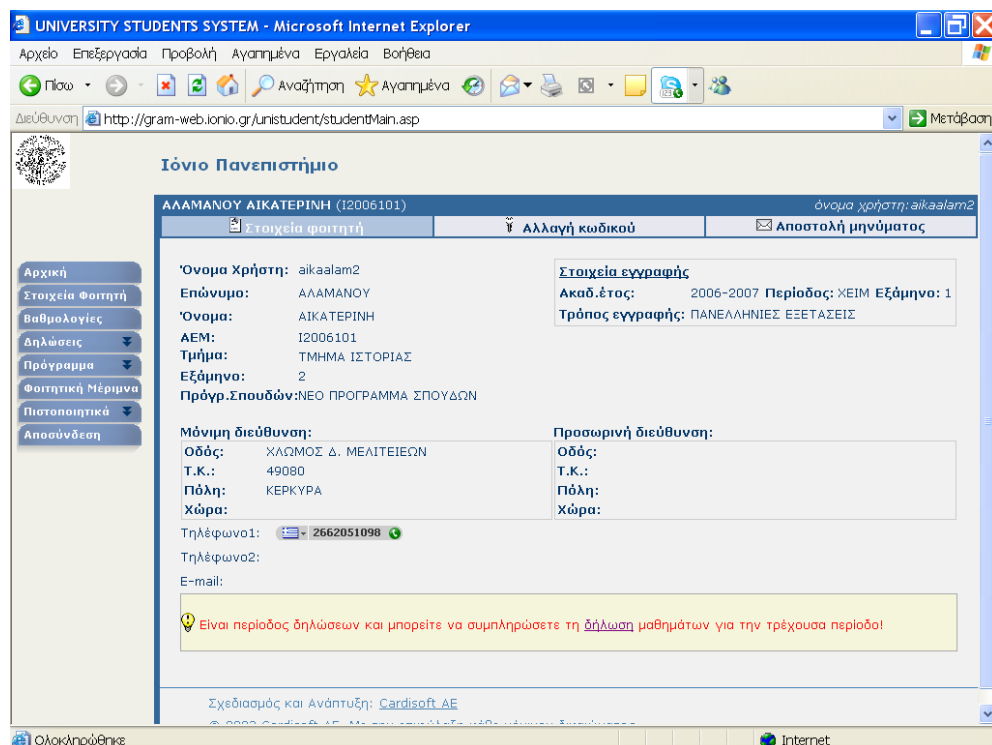 UNIVERSITY STUDENTS SYSTEM - Microsoft Internet Explorer
Αρχείο Επεξεργασία Προβολή Αγαπημένα Εργαλεία Βοήθεια
Πίσω Αναζήτηση Αγαπημένα
Διεύθυνση http://gram-web.ionio.gr/unistudent/studentMain.asp Μετάβαση
Ιόνιο Πανεπιστήμιο
ΑΛΑΜΑΝΟΥ ΑΙΚΑΤΕΡΙΝΗ (Ι2006101) όνομα χρήστη: aikaalam2
Στοιχεία φοιτητή Αλλαγή κωδικού Αποστολή μηνύματος
Αρχική
Στοιχεία Φοιτητή
Βαθμολογίες
Δηλώσεις
Πρόγραμμα
Φοιτητική Μέριμνα
Πιστοποιητικά
Αποσύνδεση
Όνομα Χρήστη: aikaalam2
Επώνυμο: ΑΛΑΜΑΝΟΥ
Όνομα: ΑΙΚΑΤΕΡΙΝΗ
ΑΕΜ: Ι2006101
Τμήμα: ΤΜΗΜΑ ΙΣΤΟΡΙΑΣ
Εξάμηνο: 2
Πρόγρ.Σπουδών:ΝΕΟ ΠΡΟΓΡΑΜΜΑ ΣΠΟΥΔΩΝ
Στοιχεία εγγραφής
Ακαδ.έτος: 2006-2007 Περίοδος: ΧΕΙΜ Εξάμηνο: 1
Τρόπος εγγραφής: ΠΑΝΕΛΛΗΝΙΕΣ ΕΞΕΤΑΣΕΙΣ
Μόνιμη διεύθυνση:
Οδός: ΧΛΩΜΟΣ Δ. ΜΕΛΙΤΕΙΕΩΝ
Τ.Κ.: 49080
Πόλη: ΚΕΡΚΥΡΑ
Χώρα:
Προσωρινή διεύθυνση:
Οδός:
Τ.Κ.:
Πόλη:
Χώρα:
Τηλέφωνο1: 2662051098
Τηλέφωνο2:
E-mail:
Είναι περίοδος δηλώσεων και μπορείτε να συμπληρώσετε τη δήλωση μαθημάτων για την τρέχουσα περίοδο!
Σχεδιασμός και Ανάπτυξη: Cardisoft AE
Ολοκληρώθηκε Internet